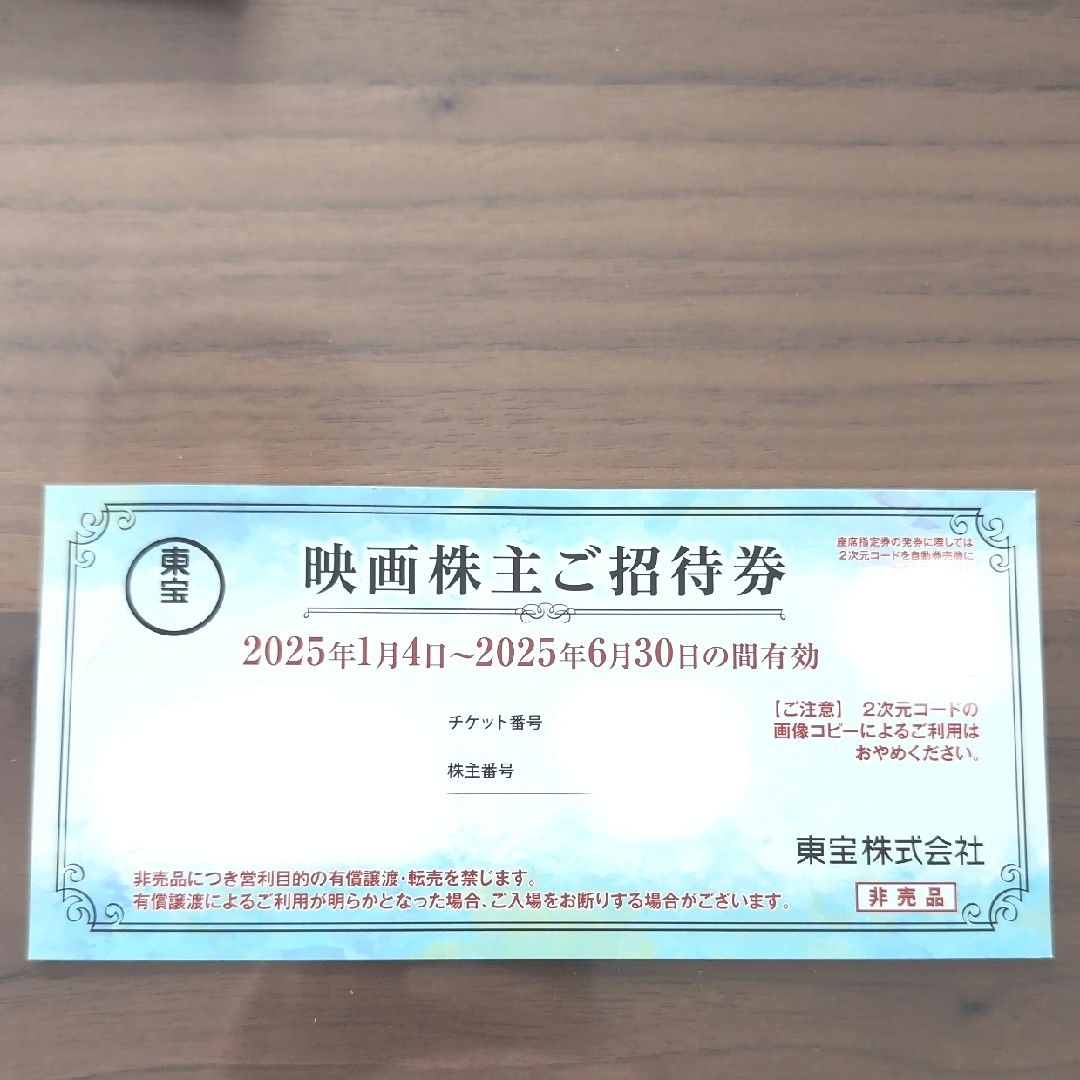 東宝
映画株主ご招待券
座席指定券の発券に際しては
2次元コードを自動券売機に
2025年1月4日～2025年6月30日の間有効
チケット番号
株主番号
【ご注意】 2次元コードの
画像コピーによるご利用は
おやめください。
東宝株式会社
非売品につき営利目的の有償譲渡・転売を禁じます。
有償譲渡によるご利用が明らかとなった場合、ご入場をお断りする場合がございます。
非売品